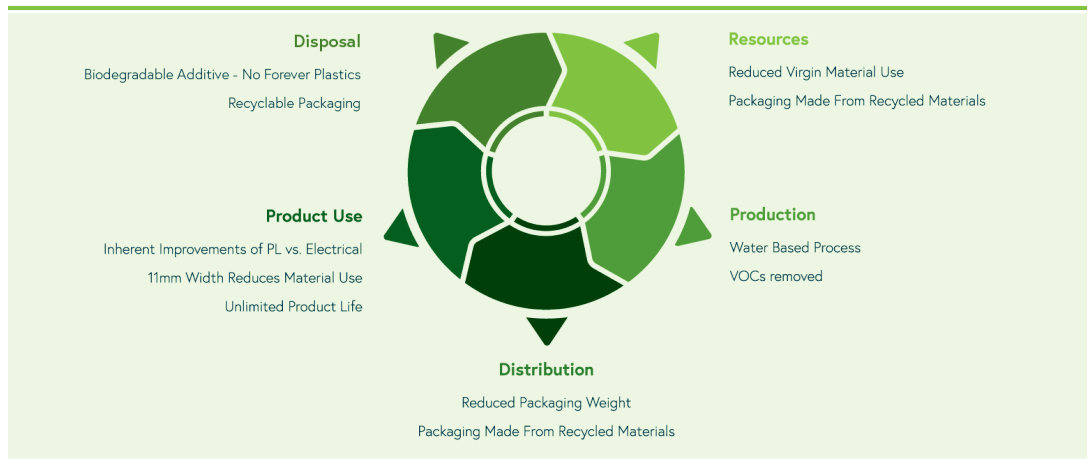 Disposal
Biodegradable Additive - No Forever Plastics
Recyclable Packaging
Resources
Reduced Virgin Material Use
Packaging Made From Recycled Materials
Product Use
Inherent Improvements of PL vs. Electrical
11mm Width Reduces Material Use
Unlimited Product Life
Production
Water Based Process
VOCs removed
Distribution
Reduced Packaging Weight
Packaging Made From Recycled Materials